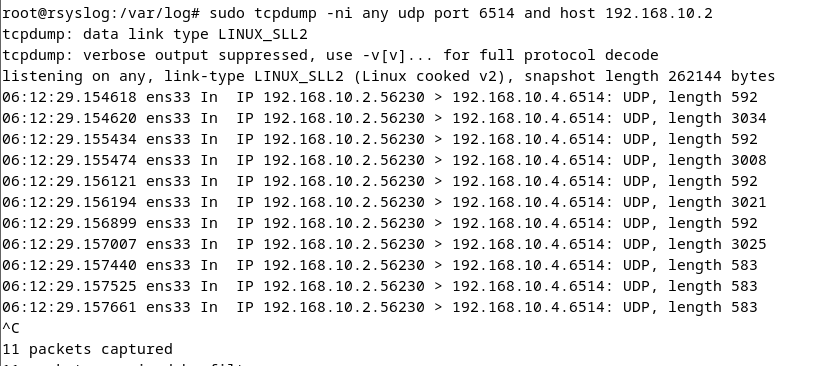 root@rsyslog:/var/log# sudo tcpdump -ni any udp port 6514 and host 192.168.10.2
tcpdump: data link type LINUX_SLL2
tcpdump: verbose output suppressed, use -v[v]... for full protocol decode
listening on any, link-type LINUX_SLL2 (Linux cooked v2), snapshot length 262144 bytes
06:12:29.154618 ens33 In  IP 192.168.10.2.56230 > 192.168.10.4.6514: UDP, length 592
06:12:29.154620 ens33 In  IP 192.168.10.2.56230 > 192.168.10.4.6514: UDP, length 3034
06:12:29.155434 ens33 In  IP 192.168.10.2.56230 > 192.168.10.4.6514: UDP, length 592
06:12:29.155474 ens33 In  IP 192.168.10.2.56230 > 192.168.10.4.6514: UDP, length 3008
06:12:29.156121 ens33 In  IP 192.168.10.2.56230 > 192.168.10.4.6514: UDP, length 592
06:12:29.156194 ens33 In  IP 192.168.10.2.56230 > 192.168.10.4.6514: UDP, length 3021
06:12:29.156899 ens33 In  IP 192.168.10.2.56230 > 192.168.10.4.6514: UDP, length 592
06:12:29.157007 ens33 In  IP 192.168.10.2.56230 > 192.168.10.4.6514: UDP, length 3025
06:12:29.157440 ens33 In  IP 192.168.10.2.56230 > 192.168.10.4.6514: UDP, length 583
06:12:29.157525 ens33 In  IP 192.168.10.2.56230 > 192.168.10.4.6514: UDP, length 583
06:12:29.157661 ens33 In  IP 192.168.10.2.56230 > 192.168.10.4.6514: UDP, length 583
^C
11 packets captured